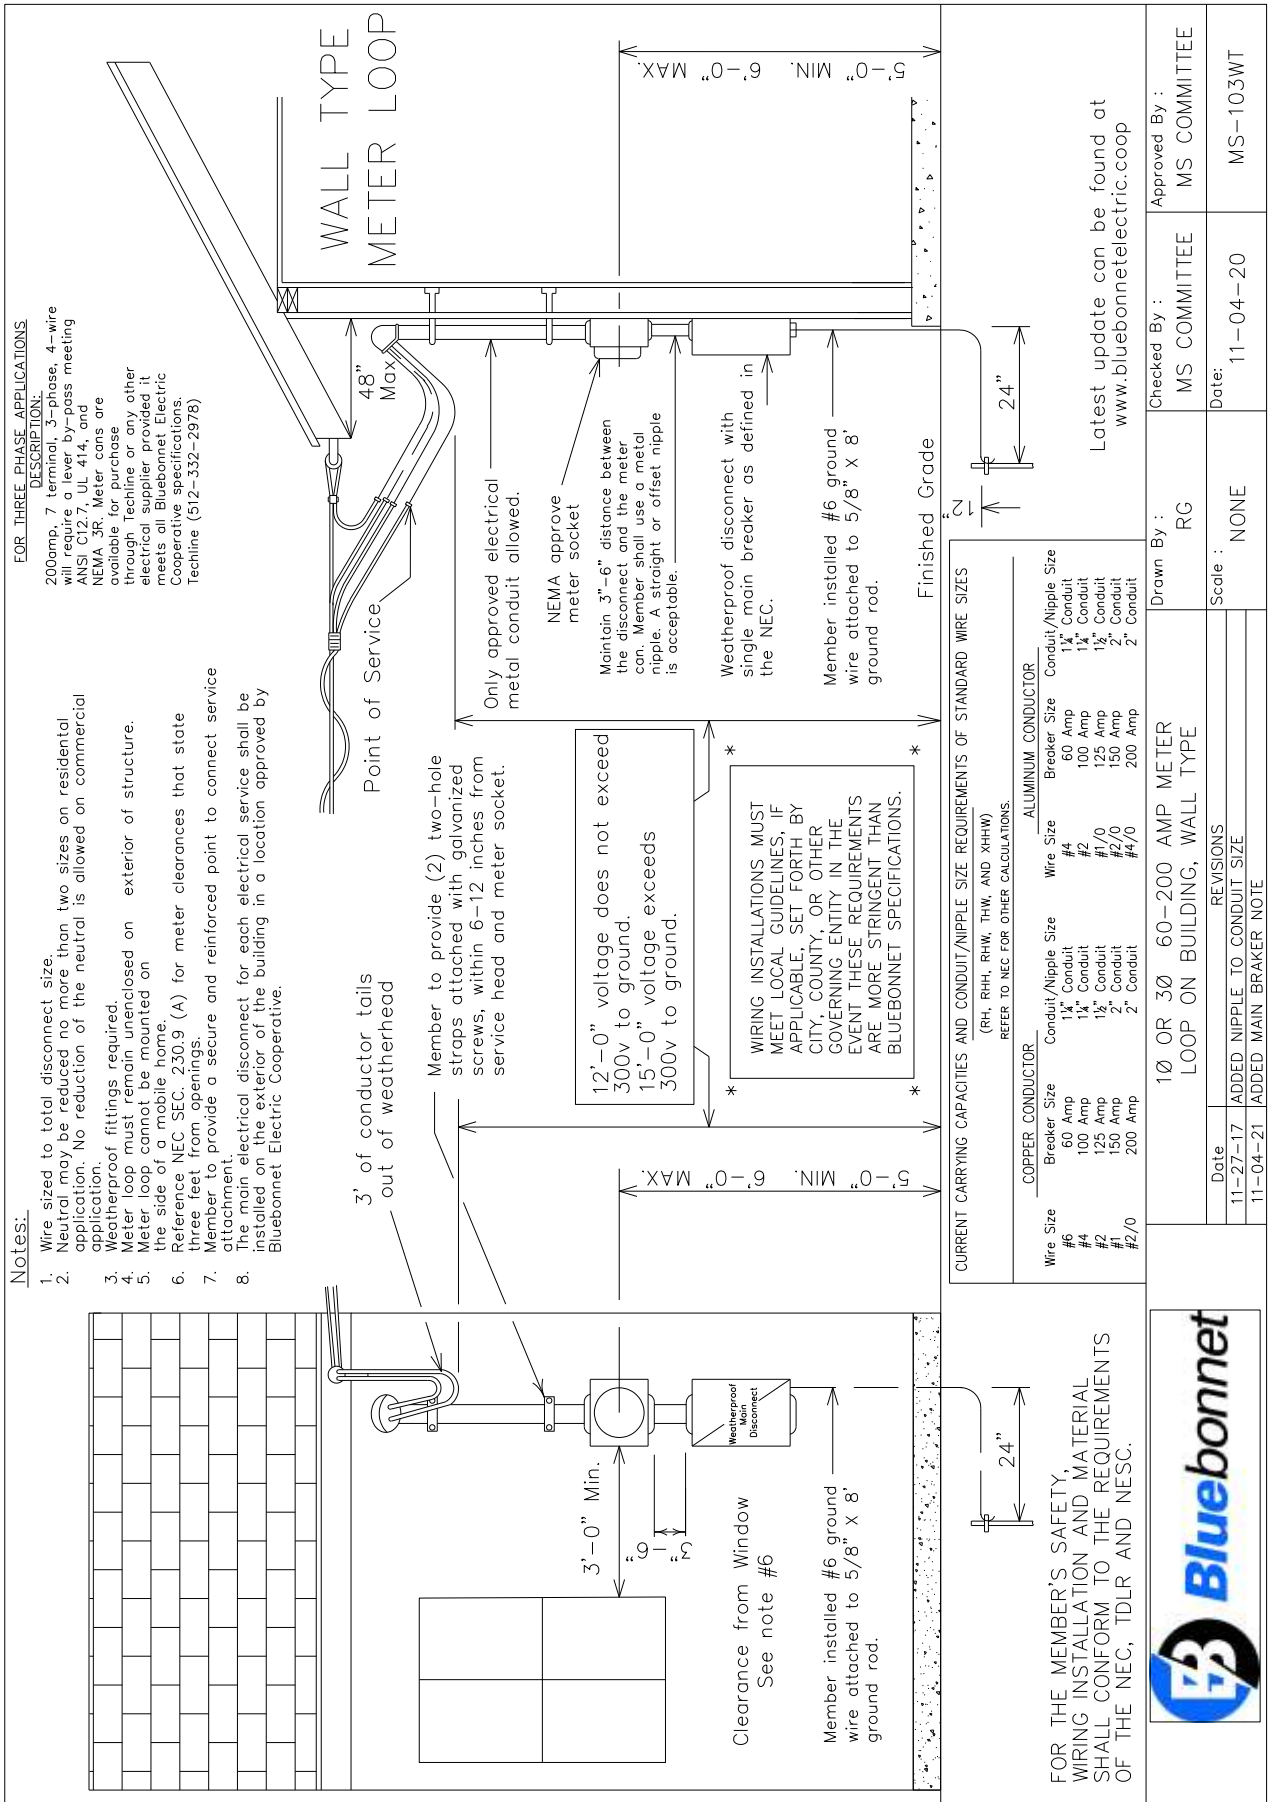 Notes:
1. Wire sized to total disconnect size.
2. Neutral may be reduced no more than two sizes on residential
application. No reduction of the neutral is allowed on commercial
application.
3. Weatherproof fittings required.
4. Meter loop must remain unenclosed on exterior of structure.
5. Meter loop cannot be mounted on
the side of a mobile home.
6. Reference NEC SEC. 230.9 (A) for meter clearances that state
three feet from openings.
7. Member to provide a secure and reinforced point to connect service
attachment.
8. The main electrical disconnect for each electrical service shall be
installed on the exterior of the building in a location approved by
Bluebonnet Electric Cooperative.
FOR THREE PHASE APPLICATIONS
DESCRIPTION:
200amp, 7 terminal, 3-phase, 4-wire
will require a lever by-pass meeting
ANSI C12.7, UL 414, and
NEMA 3R. Meter cans are
available for purchase
through Techline or any other
electrical supplier provided it
meets all Bluebonnet Electric
Cooperative specifications.
Techline (512-332-2978)
WALL TYPE
METER LOOP
3' of conductor tails
out of weatherhead
Member to provide (2) two-hole
straps attached with galvanized
screws, within 6-12 inches from
service head and meter socket.
Point of Service
48"
Max
Only approved electrical
metal conduit allowed.
NEMA approve
meter socket
Maintain 3"-6" distance between
the disconnect and the meter
can. Member shall use a metal
nipple. A straight or offset nipple
is acceptable.
Weatherproof disconnect with
single main breaker as defined in
the NEC.
Member installed #6 ground
wire attached to 5/8" X 8'
ground rod.
Finished Grade
24"
12"
5'-0" MIN. 6'-0" MAX.
12'-0" voltage does not exceed
300v to ground.
15'-0" voltage exceeds
300v to ground.
* *
WIRING INSTALLATIONS MUST
MEET LOCAL GUIDELINES, IF
APPLICABLE, SET FORTH BY
CITY, COUNTY, OR OTHER
GOVERNING ENTITY IN THE
EVENT THESE REQUIREMENTS
ARE MORE STRINGENT THAN
BLUEBONNET SPECIFICATIONS.
* *
5'-0" MIN. 6'-0" MAX.
Weatherproof
Main
Disconnect
3'-0" Min.
3"-6"
Clearance from Window
See note #6
Member installed #6 ground
wire attached to 5/8" X 8'
ground rod.
24"
FOR THE MEMBER'S SAFETY,
WIRING INSTALLATION AND MATERIAL
SHALL CONFORM TO THE REQUIREMENTS
OF THE NEC, TDLR AND NESC.
CURRENT CARRYING CAPACITIES AND CONDUIT/NIPPLE SIZE REQUIREMENTS OF STANDARD WIRE SIZES
(RH, RHH, RHW, THW, AND XHHW)
REFER TO NEC FOR OTHER CALCULATIONS.
COPPER CONDUCTOR ALUMINUM CONDUCTOR
Wire Size Breaker Size Conduit/Nipple Size Wire Size Breaker Size Conduit/Nipple Size
#6 60 Amp 1¼" Conduit #4 60 Amp 1¼" Conduit
#4 100 Amp 1¼" Conduit #2 100 Amp 1¼" Conduit
#2 125 Amp 1½" Conduit #1/0 125 Amp 1½" Conduit
#1 150 Amp 2" Conduit #2/0 150 Amp 2" Conduit
#2/0 200 Amp 2" Conduit #4/0 200 Amp 2" Conduit
Latest update can be found at
www.bluebonnetelectric.coop
Bluebonnet
1Ø OR 3Ø 60-200 AMP METER
LOOP ON BUILDING, WALL TYPE
Date REVISIONS
11-27-17 ADDED NIPPLE TO CONDUIT SIZE
11-04-21 ADDED MAIN BRAKER NOTE
Drawn By : RG
Checked By : MS COMMITTEE
Approved By : MS COMMITTEE
Scale : NONE
Date: 11-04-20
MS-103WT